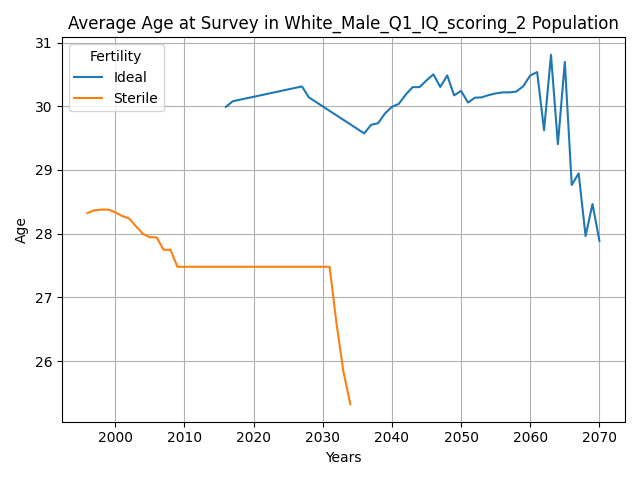 Average Age at Survey in White_Male_Q1_IQ_scoring_2 Population
Fertility
Ideal
Sterile
31
30
29
28
27
26
Age
2000 2010 2020 2030 2040 2050 2060 2070
Years